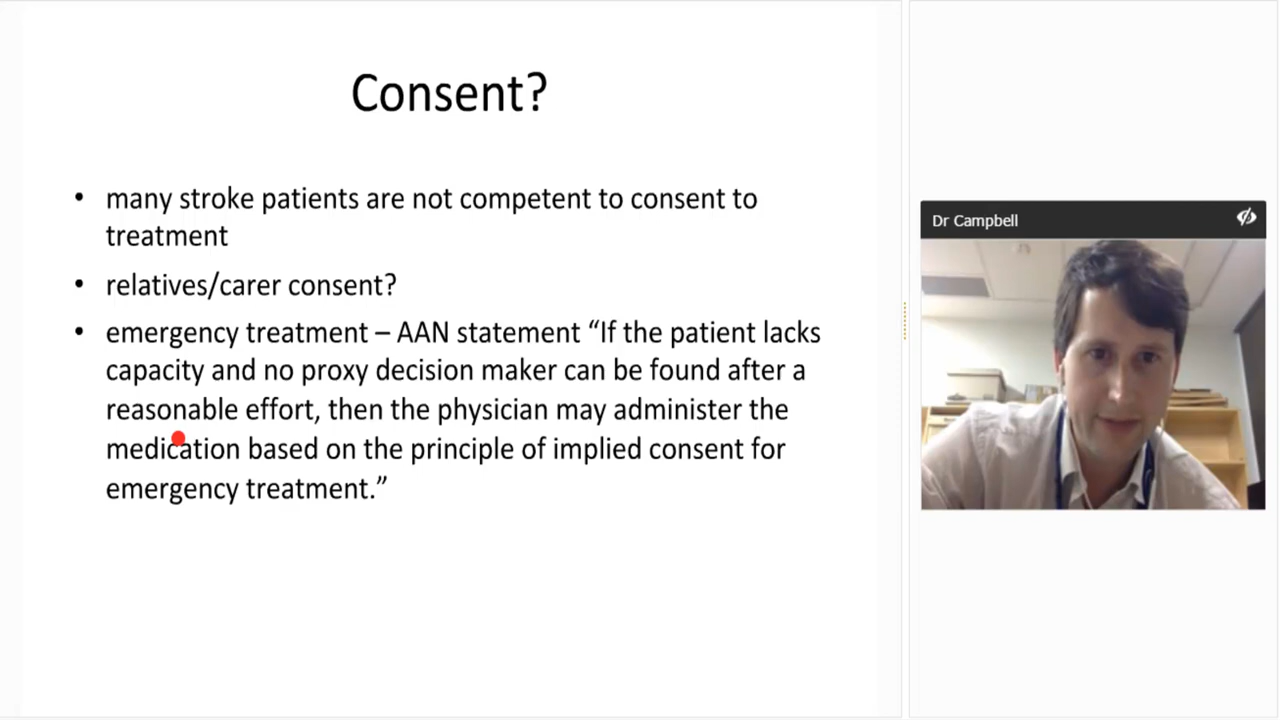 Consent?
• many stroke patients are not competent to consent to
treatment
• relatives/carer consent?
• emergency treatment – AAN statement “If the patient lacks
capacity and no proxy decision maker can be found after a
reasonable effort, then the physician may administer the
medication based on the principle of implied consent for
emergency treatment.”
Dr Campbell